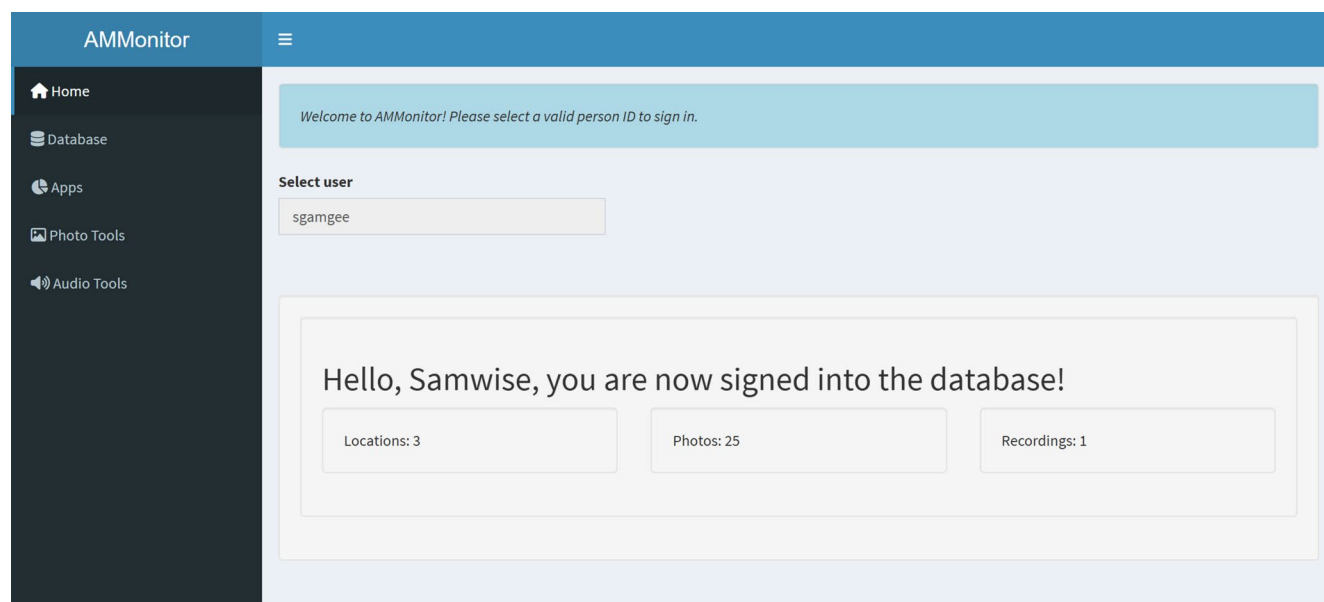 AMMonitor
Home
Database
Apps
Photo Tools
Audio Tools
Welcome to AMMonitor! Please select a valid person ID to sign in.
Select user
sgamgee
Hello, Samwise, you are now signed into the database!
Locations: 3
Photos: 25
Recordings: 1